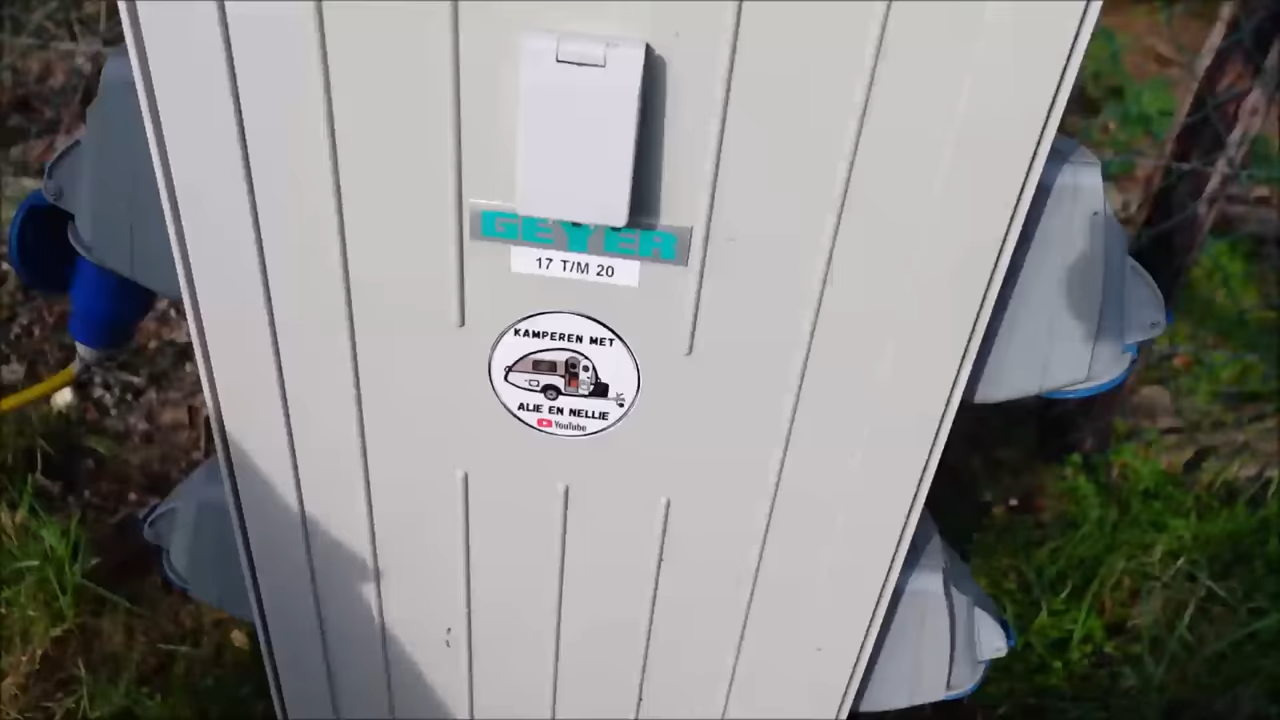 GEYER
17 T/M 20
KAMPEREN MET
ALIE EN NELLIE
YouTube